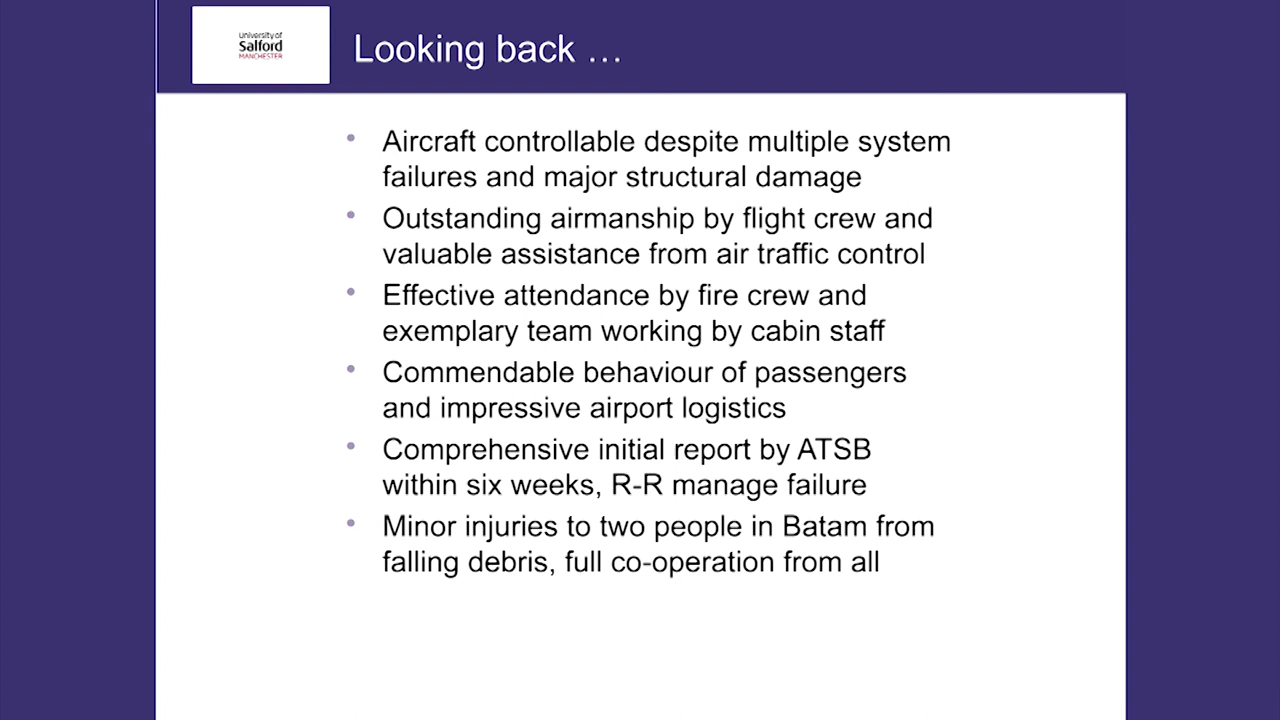 University of
Salford
MANCHESTER
Looking back …
• Aircraft controllable despite multiple system
failures and major structural damage
• Outstanding airmanship by flight crew and
valuable assistance from air traffic control
• Effective attendance by fire crew and
exemplary team working by cabin staff
• Commendable behaviour of passengers
and impressive airport logistics
• Comprehensive initial report by ATSB
within six weeks, R-R manage failure
• Minor injuries to two people in Batam from
falling debris, full co-operation from all